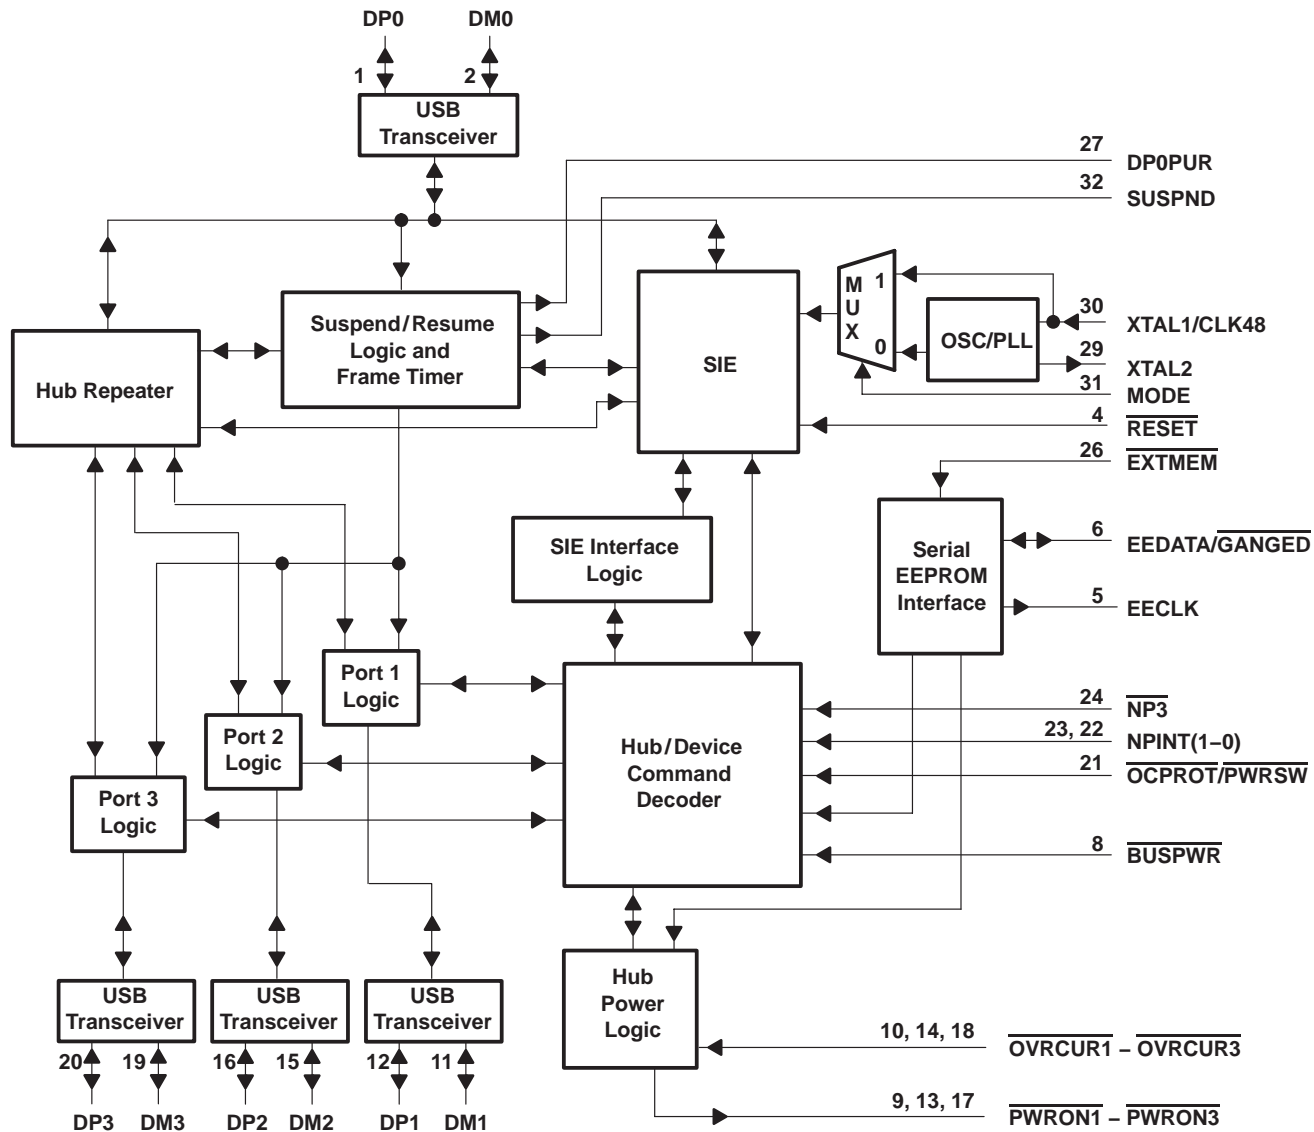 DP0 DM0
1 2
USB
Transceiver
27 DP0PUR
32 SUSPND
Suspend/Resume
Logic and
Frame Timer
Hub Repeater
SIE
M
U
X
1
0
OSC/PLL
30 XTAL1/CLK48
29 XTAL2
31 MODE
4 RESET
26 EXTMEM
SIE Interface
Logic
Serial
EEPROM
Interface
6 EEDATA/GANGED
5 EECLK
Port 1
Logic
Port 2
Logic
Port 3
Logic
Hub/Device
Command
Decoder
24 NP3
23, 22 NPINT(1–0)
21 OCPROT/PWRSW
8 BUSPWR
USB
Transceiver
USB
Transceiver
USB
Transceiver
Hub
Power
Logic
10, 14, 18 OVRCUR1 – OVRCUR3
9, 13, 17 PWRON1 – PWRON3
20 19 16 15 12 11
DP3 DM3 DP2 DM2 DP1 DM1